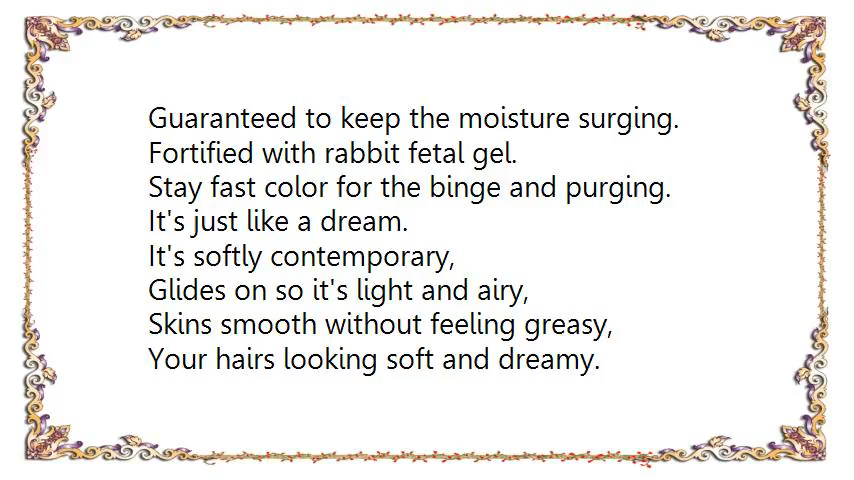 Guaranteed to keep the moisture surging.
Fortified with rabbit fetal gel.
Stay fast color for the binge and purging.
It's just like a dream.
It's softly contemporary,
Glides on so it's light and airy,
Skins smooth without feeling greasy,
Your hairs looking soft and dreamy.